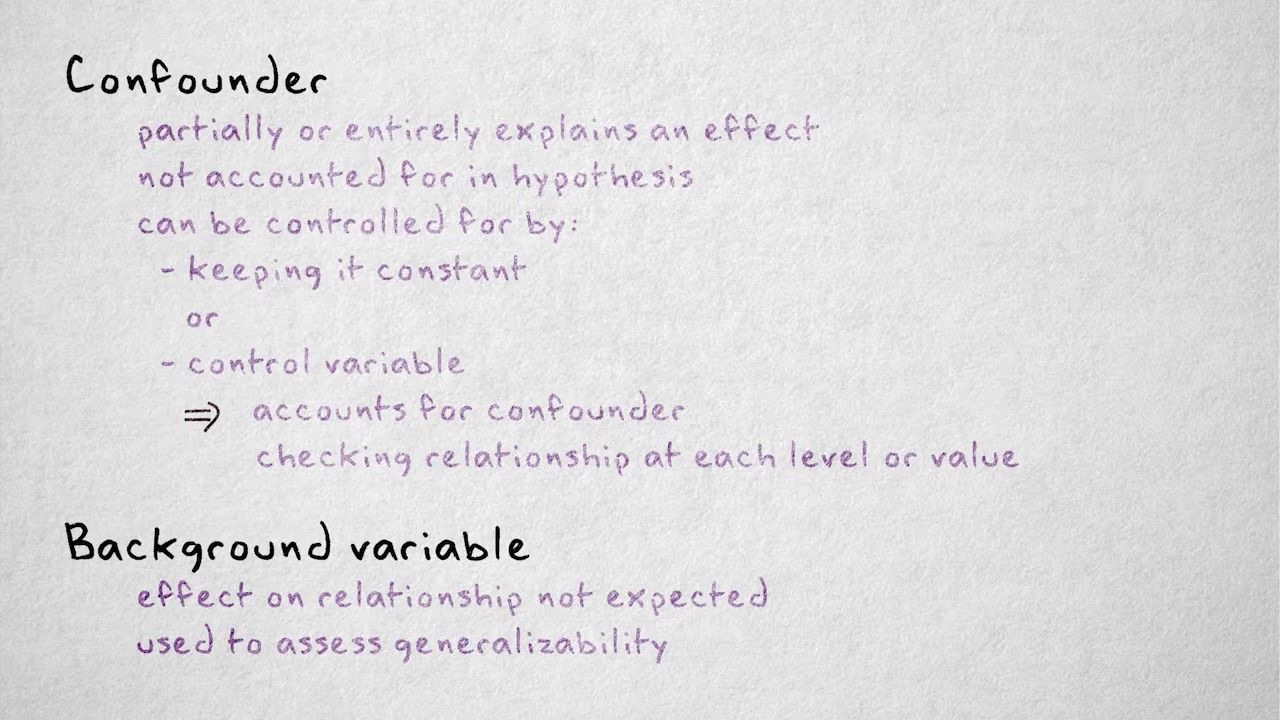 Confounder
partially or entirely explains an effect
not accounted for in hypothesis
can be controlled for by:
- keeping it constant
or
- control variable
⇒ accounts for confounder
checking relationship at each level or value
Background variable
effect on relationship not expected
used to assess generalizability